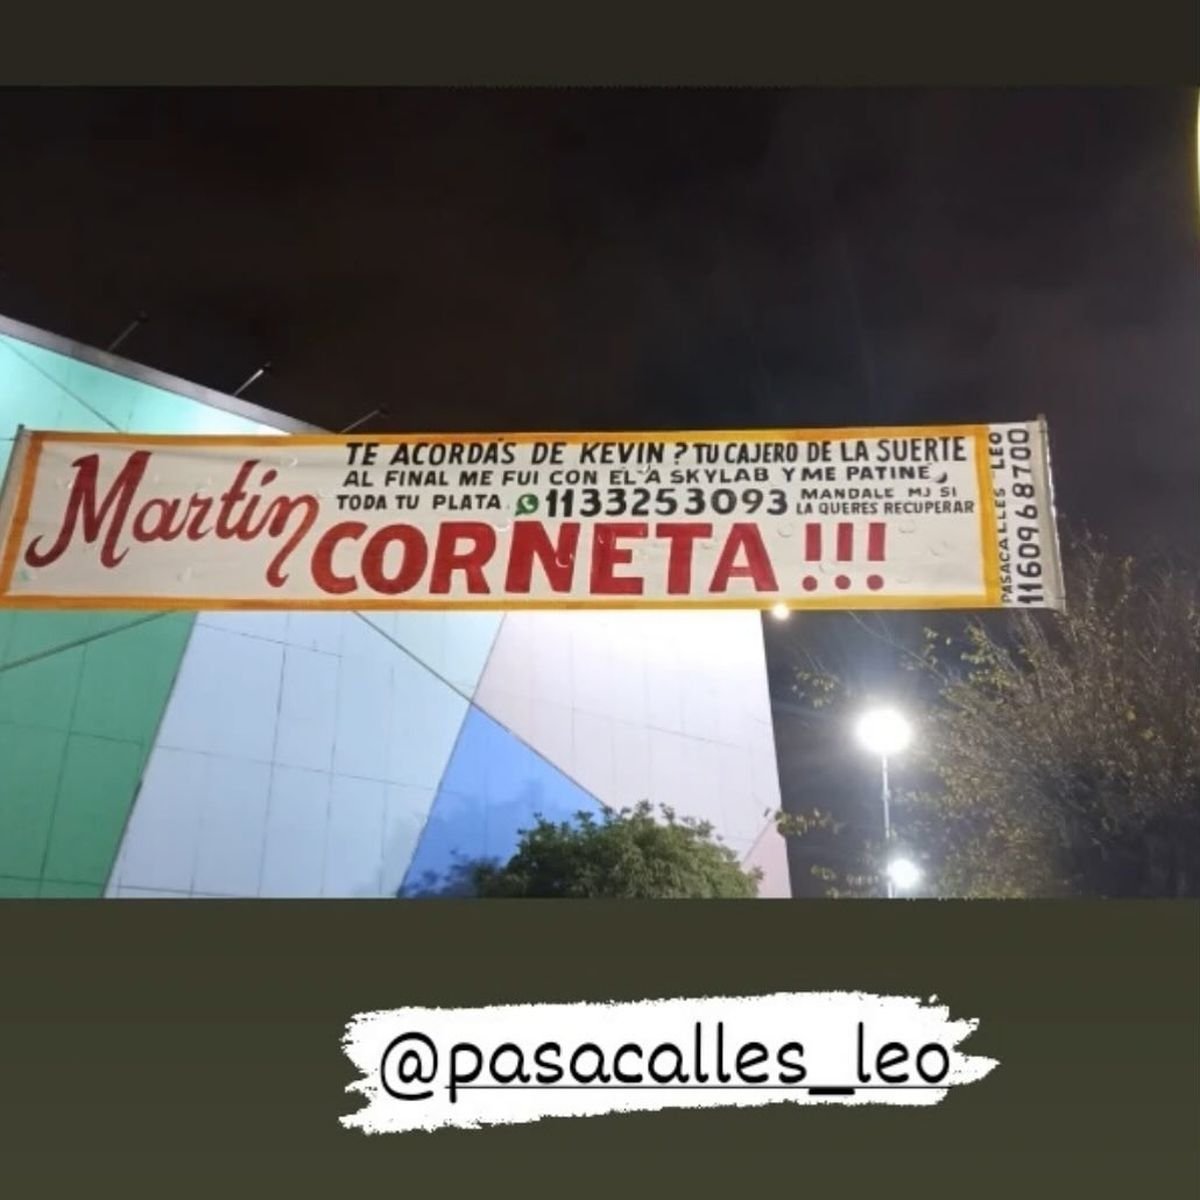 Martín
TE ACORDÁS DE KEVIN ? TU CAJERO DE LA SUERTE
AL FINAL ME FUI CON EL A SKYLAB Y ME PATINE
TODA TU PLATA 1133253093 MANDALE MJ SI
LA QUERES RECUPERAR
CORNETA !!!
PASACALLES LEO
1160968700
@pasacalles_leo